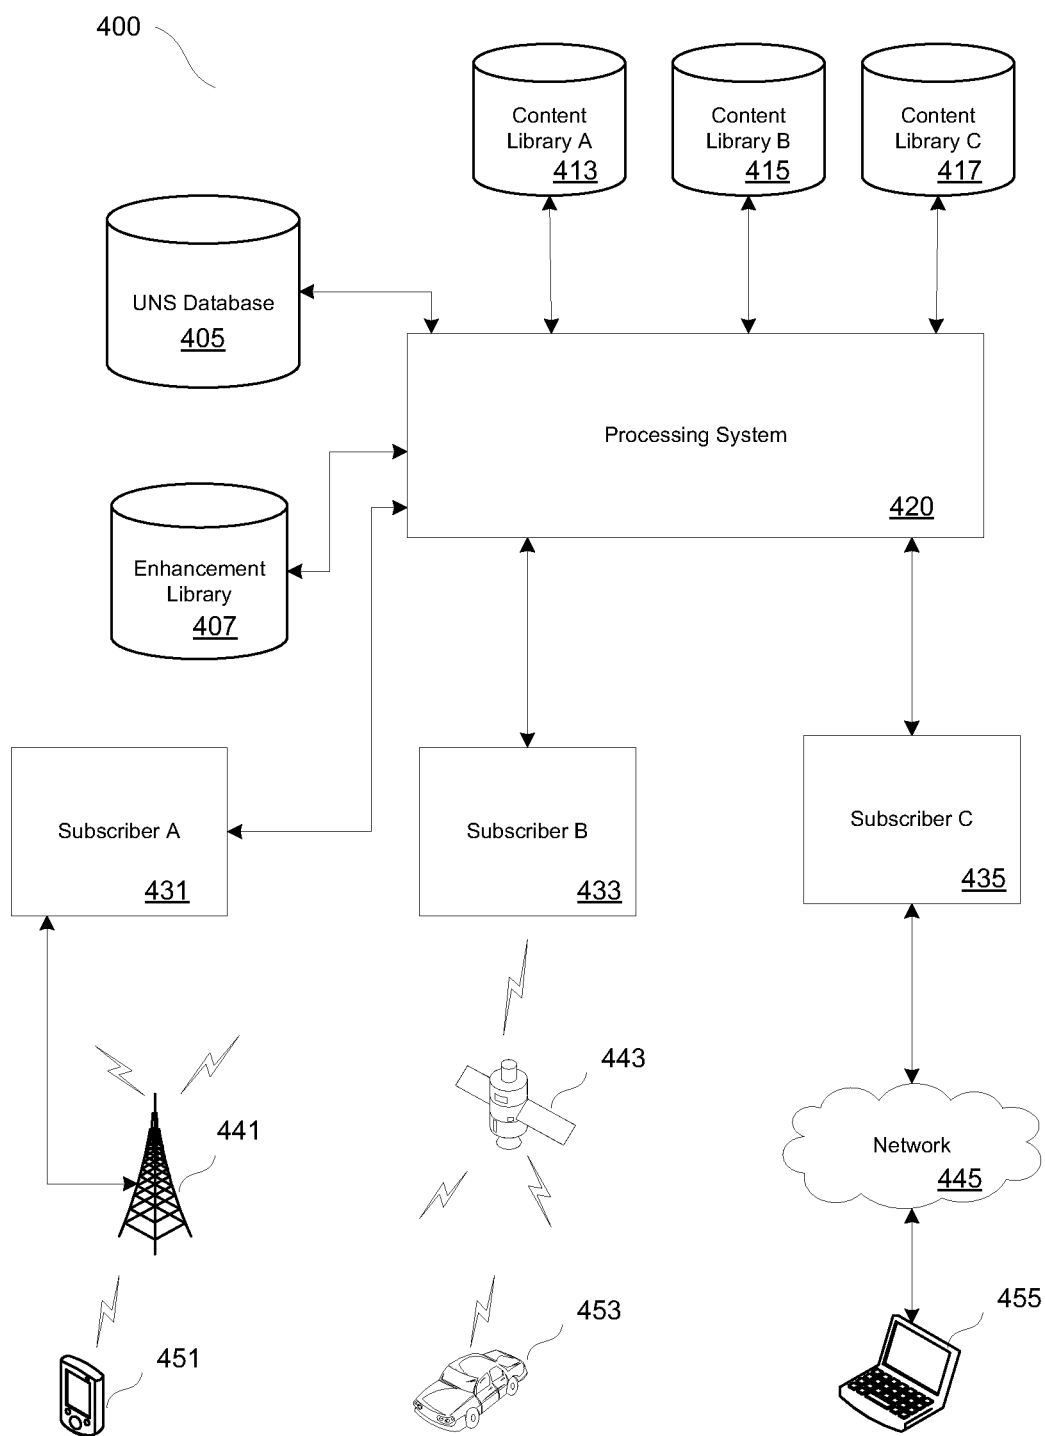 400
Content
Library A
413
Content
Library B
415
Content
Library C
417
UNS Database
405
Processing System
420
Enhancement
Library
407
Subscriber A
431
Subscriber B
433
Subscriber C
435
443
441
Network
445
453
455
451